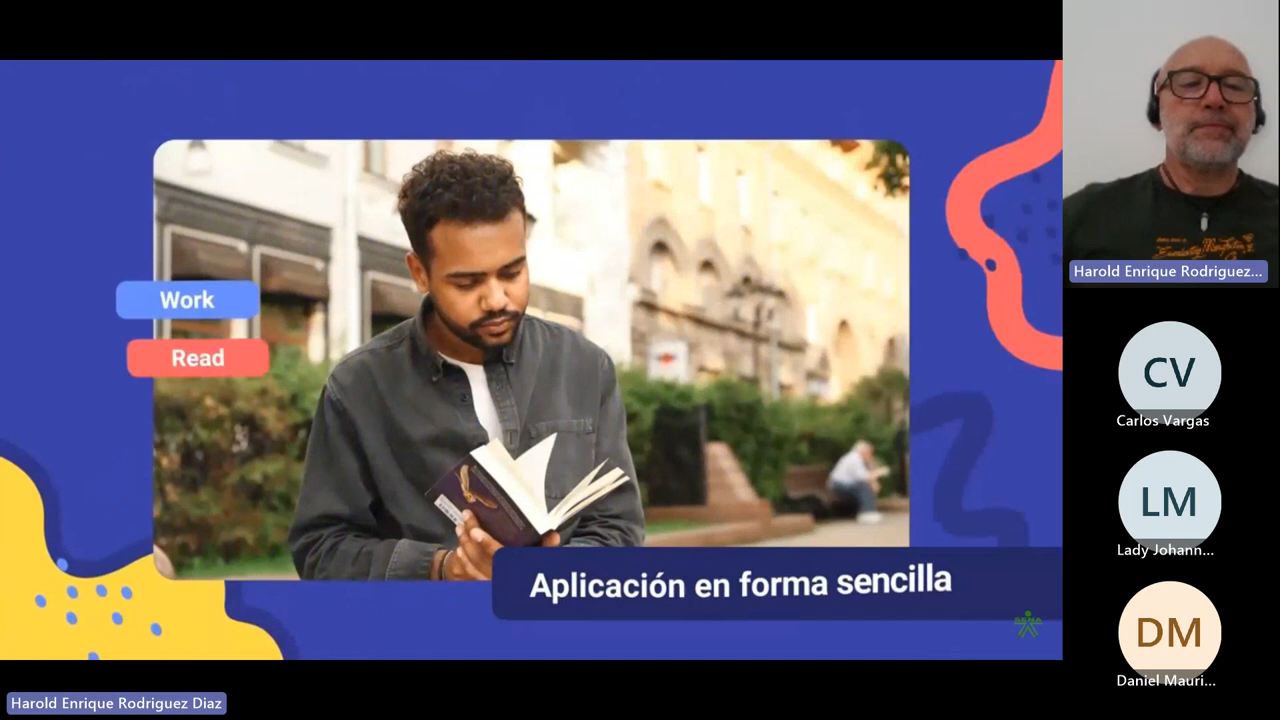 Work
Read
Aplicación en forma sencilla
Harold Enrique Rodriguez...
CV
Carlos Vargas
LM
Lady Johann...
DM
Daniel Mauri...
Harold Enrique Rodriguez Diaz